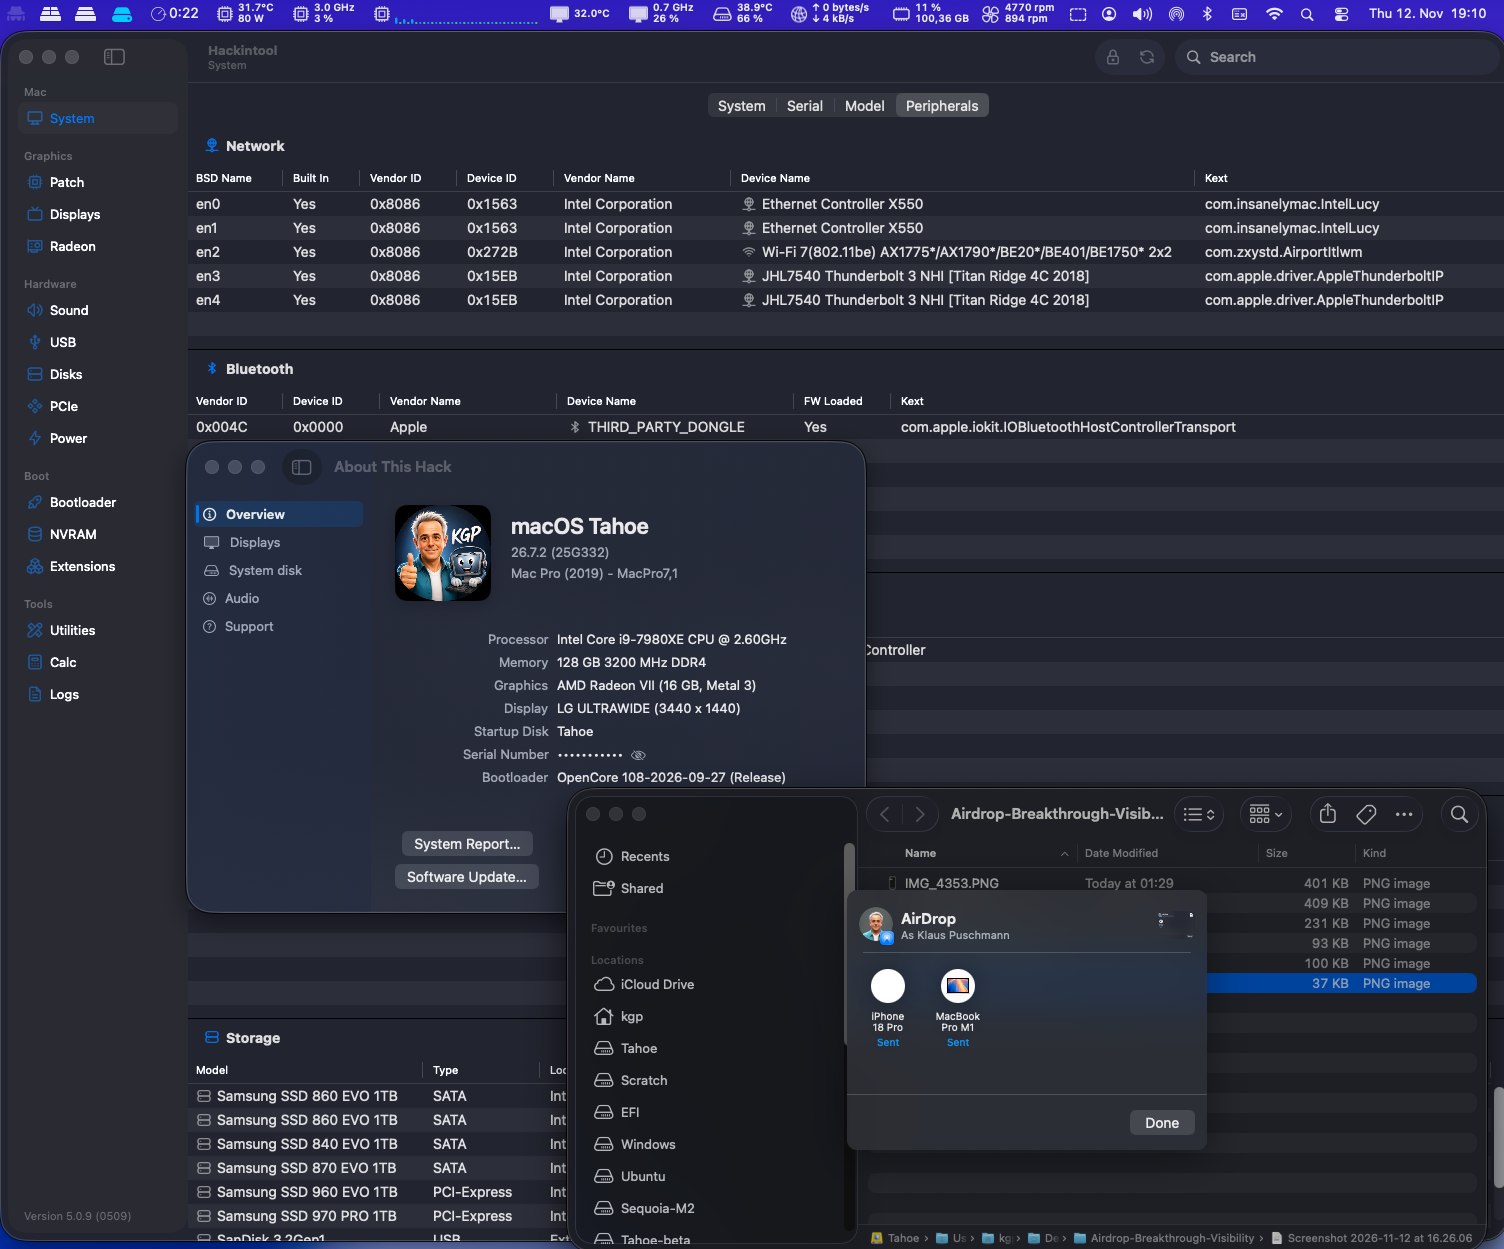 0:22
31.7°C
80 W
3.0 GHz
3 %
32.0°C
0.7 GHz
26 %
38.9°C
66 %
↑ 0 bytes/s
↓ 4 kB/s
11 %
100,36 GB
4770 rpm
894 rpm
Thu 12. Nov 19:10
Hackintool
System
Search
Mac
System
Graphics
Patch
Displays
Radeon
Hardware
Sound
USB
Disks
PCIe
Power
Boot
Bootloader
NVRAM
Extensions
Tools
Utilities
Calc
Logs
Version 5.0.9 (0509)
System Serial Model Peripherals
Network
BSD Name Built In Vendor ID Device ID Vendor Name Device Name Kext
en0 Yes 0x8086 0x1563 Intel Corporation Ethernet Controller X550 com.insanelymac.IntelLucy
en1 Yes 0x8086 0x1563 Intel Corporation Ethernet Controller X550 com.insanelymac.IntelLucy
en2 Yes 0x8086 0x272B Intel Corporation Wi-Fi 7(802.11be) AX1775*/AX1790*/BE20*/BE401/BE1750* 2x2 com.zxystd.AirportItlwm
en3 Yes 0x8086 0x15EB Intel Corporation JHL7540 Thunderbolt 3 NHI [Titan Ridge 4C 2018] com.apple.driver.AppleThunderboltIP
en4 Yes 0x8086 0x15EB Intel Corporation JHL7540 Thunderbolt 3 NHI [Titan Ridge 4C 2018] com.apple.driver.AppleThunderboltIP
Bluetooth
Vendor ID Device ID Vendor Name Device Name FW Loaded Kext
0x004C 0x0000 Apple THIRD_PARTY_DONGLE Yes com.apple.iokit.IOBluetoothHostControllerTransport
Controller
About This Hack
Overview
Displays
System disk
Audio
Support
KGP
macOS Tahoe
26.7.2 (25G332)
Mac Pro (2019) - MacPro7,1
Processor Intel Core i9-7980XE CPU @ 2.60GHz
Memory 128 GB 3200 MHz DDR4
Graphics AMD Radeon VII (16 GB, Metal 3)
Display LG ULTRAWIDE (3440 x 1440)
Startup Disk Tahoe
Serial Number •••••••••••
Bootloader OpenCore 108-2026-09-27 (Release)
System Report...
Software Update...
Storage
Model Type Loc
Samsung SSD 860 EVO 1TB SATA Int
Samsung SSD 860 EVO 1TB SATA Int
Samsung SSD 840 EVO 1TB SATA Int
Samsung SSD 870 EVO 1TB SATA Int
Samsung SSD 960 EVO 1TB PCI-Express Int
Samsung SSD 970 PRO 1TB PCI-Express Int
SanDisk 3.2Gen1 USB Ext
Recents
Shared
Favourites
Locations
iCloud Drive
kgp
Tahoe
Scratch
EFI
Windows
Ubuntu
Sequoia-M2
Tahoe-beta
Airdrop-Breakthrough-Visib...
Name Date Modified Size Kind
IMG_4353.PNG Today at 01:29 401 KB PNG image
409 KB PNG image
231 KB PNG image
93 KB PNG image
100 KB PNG image
37 KB PNG image
AirDrop
As Klaus Puschmann
iPhone
18 Pro
Sent
MacBook
Pro M1
Sent
Done
Tahoe › Us › kg › De › Airdrop-Breakthrough-Visibility › Screenshot 2026-11-12 at 16.26.06